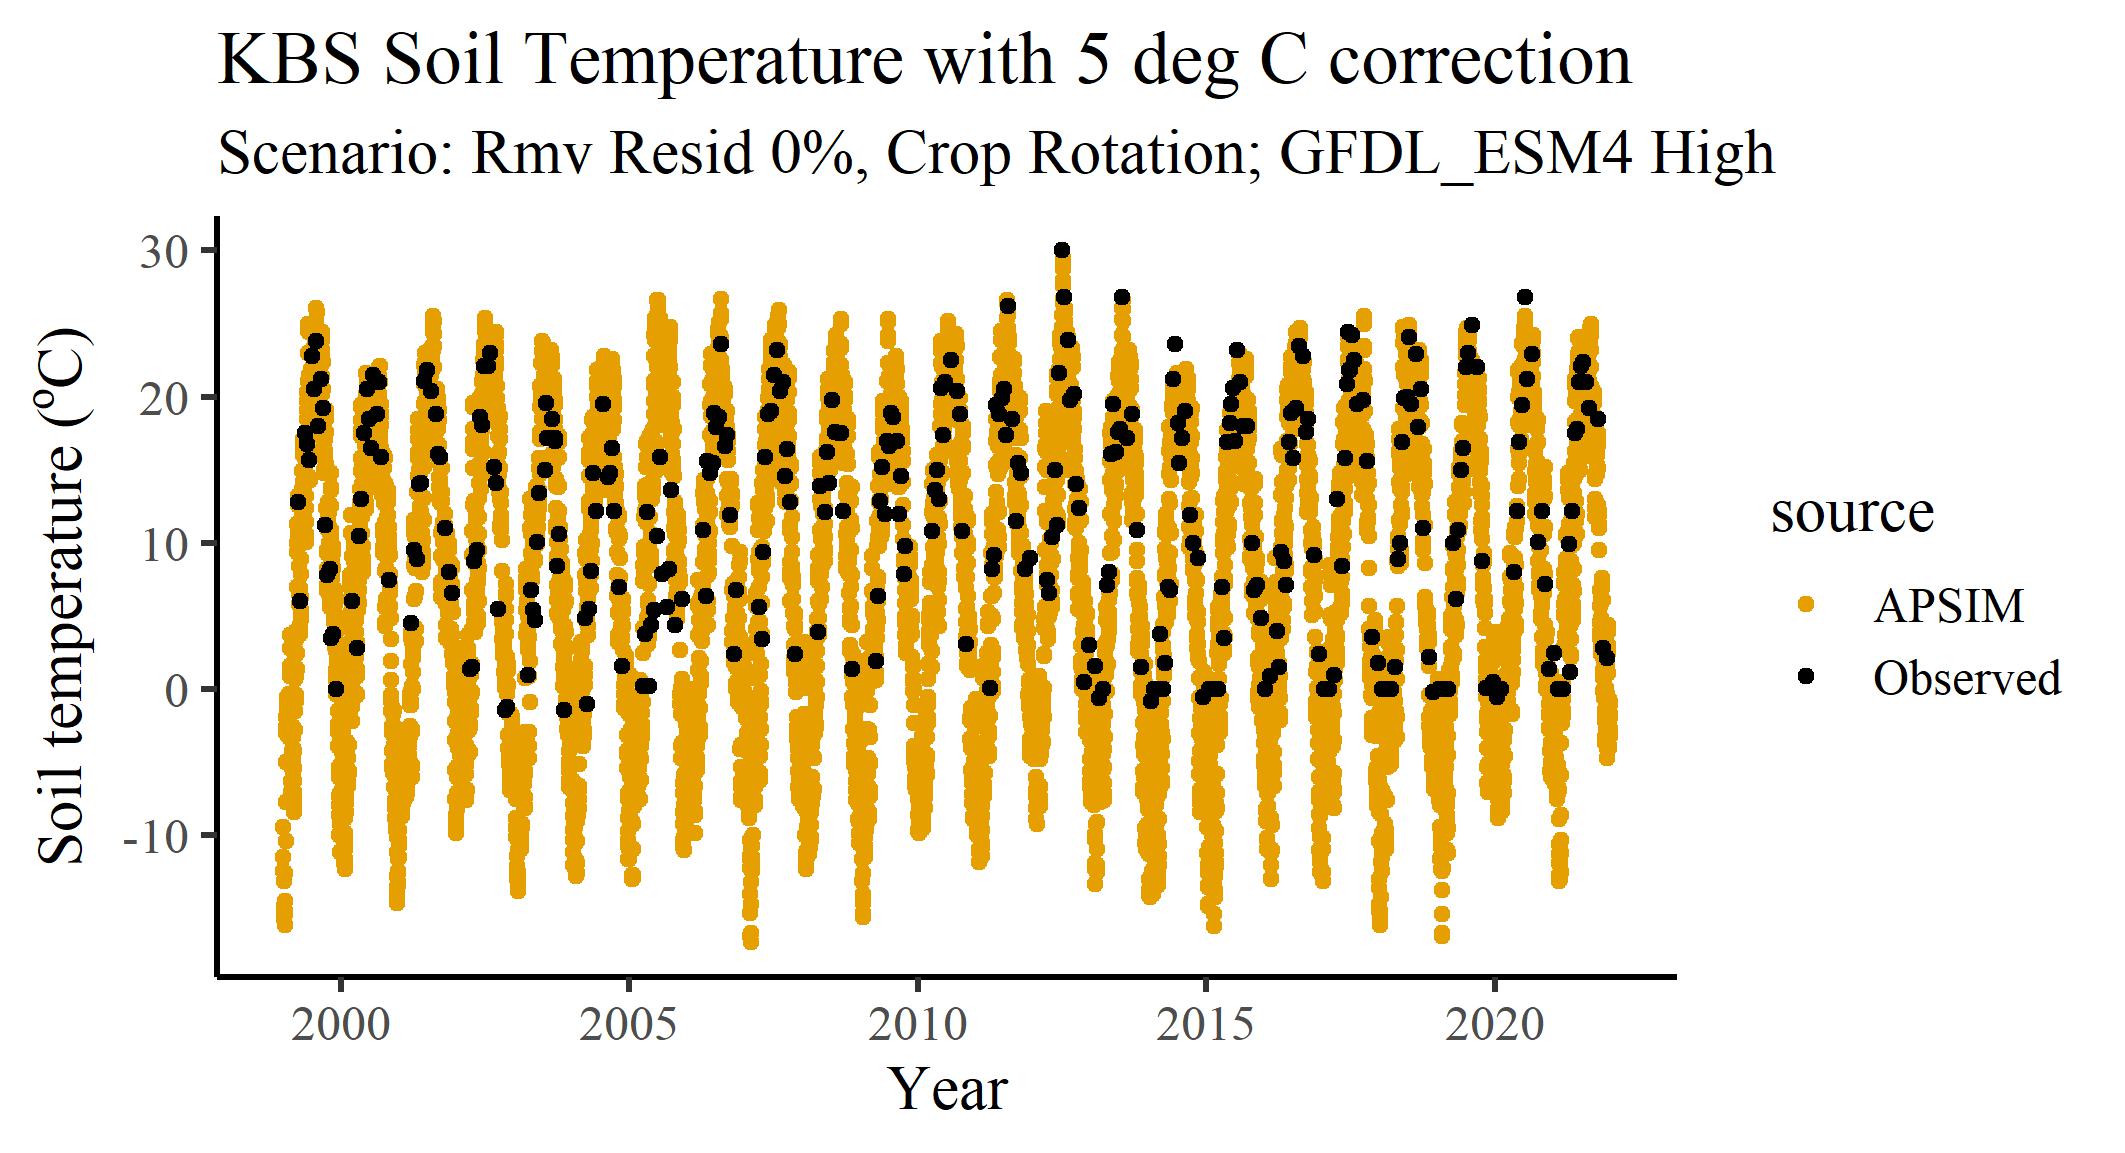 KBS Soil Temperature with 5 deg C correction
Scenario: Rmv Resid 0%, Crop Rotation; GFDL_ESM4 High
Soil temperature (ºC)
30
20
10
0
-10
2000 2005 2010 2015 2020
Year
source
APSIM
Observed